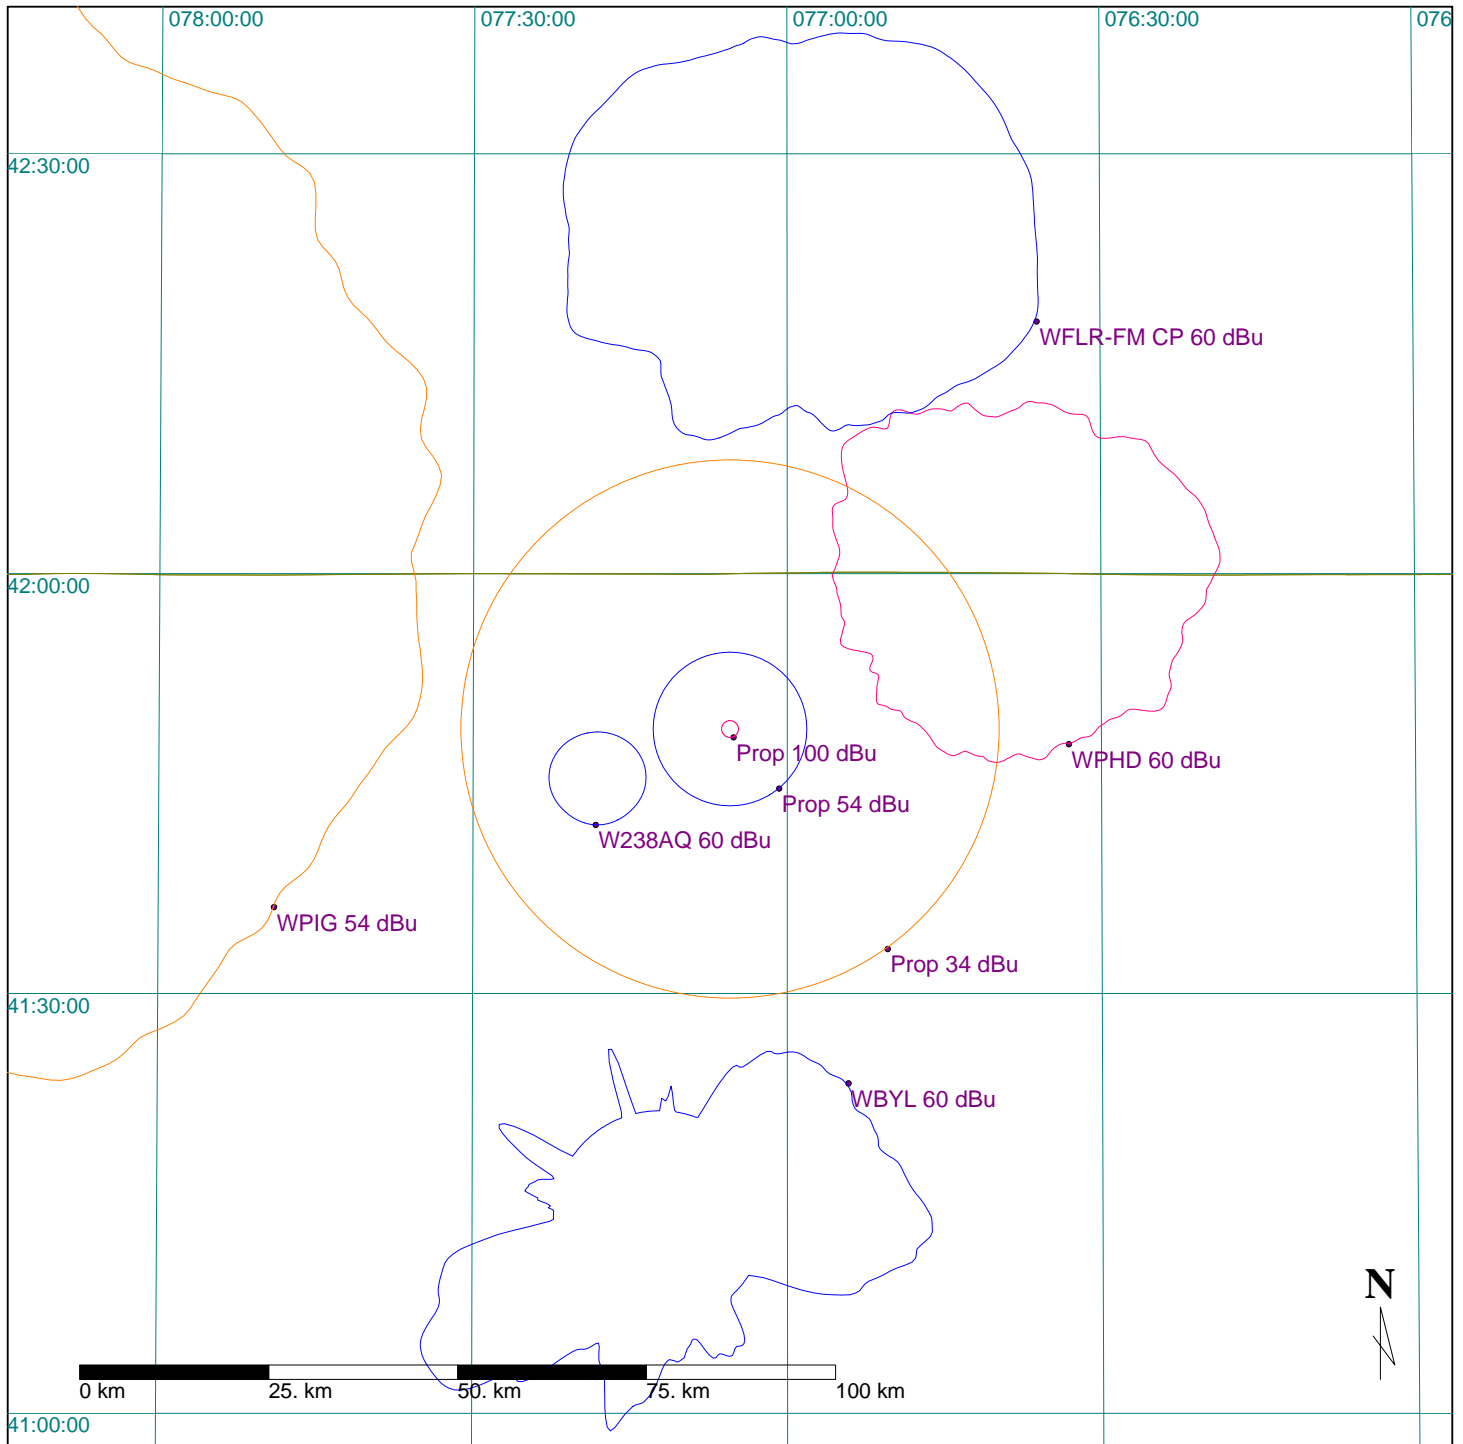 078:00:00
077:30:00
077:00:00
076:30:00
076
42:30:00
WFLR-FM CP 60 dBu
42:00:00
Prop 100 dBu
WPHD 60 dBu
Prop 54 dBu
W238AQ 60 dBu
WPIG 54 dBu
Prop 34 dBu
41:30:00
WBYL 60 dBu
N
0 km
25. km
50. km
75. km
100 km
41:00:00